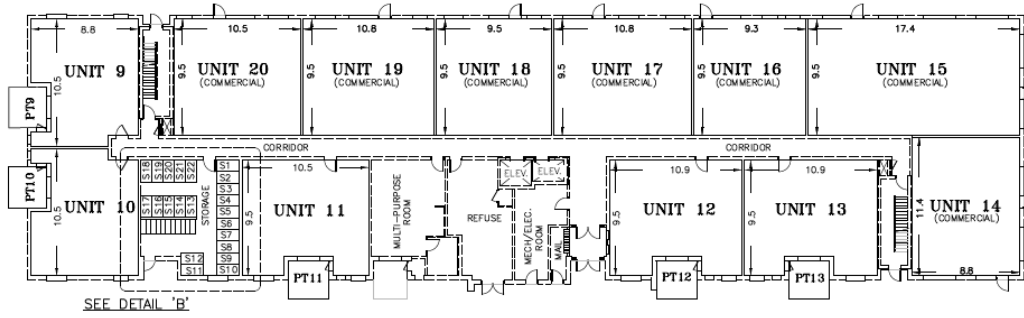 8.8
10.5
UNIT 9
PT9
10.5
9.5
UNIT 20
(COMMERCIAL)
10.8
9.5
UNIT 19
(COMMERCIAL)
9.5
9.5
UNIT 18
(COMMERCIAL)
10.8
9.5
UNIT 17
(COMMERCIAL)
9.3
9.5
UNIT 16
(COMMERCIAL)
17.4
9.5
UNIT 15
(COMMERCIAL)
CORRIDOR
CORRIDOR
PT10
10.5
UNIT 10
S18
S19
S20
S21
S22
S17
S16
S15
S14
S13
S12
S11
STORAGE
S1
S2
S3
S4
S5
S6
S7
S8
S9
S10
10.5
9.5
UNIT 11
PT11
MULTI-PURPOSE
ROOM
REFUSE
ELEV.
ELEV.
MECH/ELEC.
ROOM
MAIL
10.9
9.5
UNIT 12
PT12
10.9
9.5
UNIT 13
PT13
11.4
UNIT 14
(COMMERCIAL)
8.8
SEE DETAIL 'B'